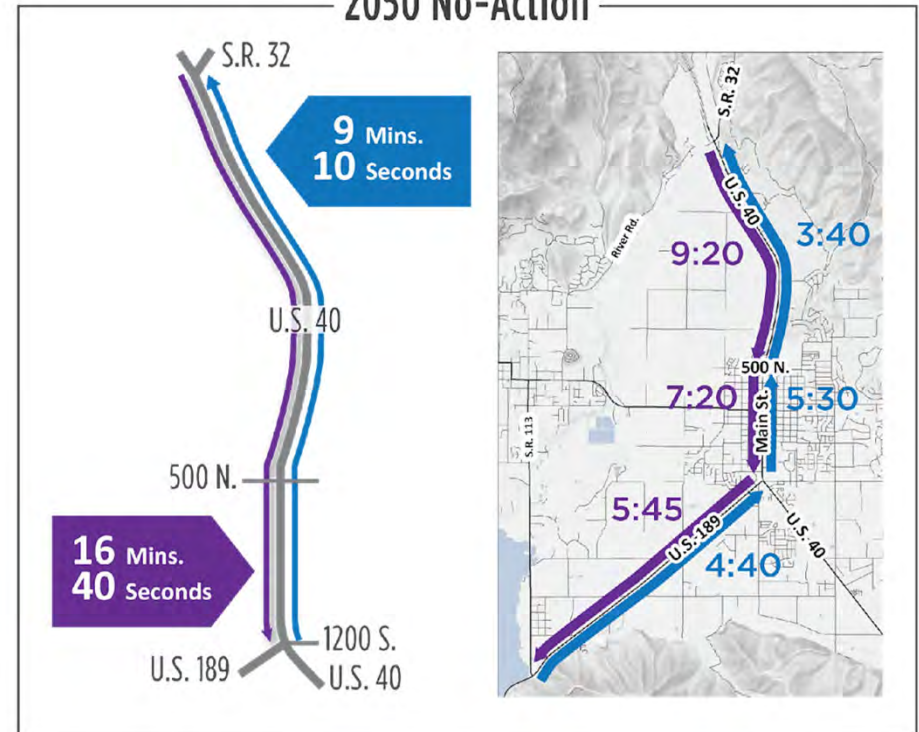 2050 No-Action
S.R. 32
9 Mins.
10 Seconds
U.S. 40
500 N.
16 Mins.
40 Seconds
1200 S.
U.S. 189
U.S. 40
S.R. 32
U.S. 40
River Rd.
3:40
9:20
500 N.
7:20
Main St.
5:30
S.R. 113
5:45
U.S. 189
U.S. 40
4:40